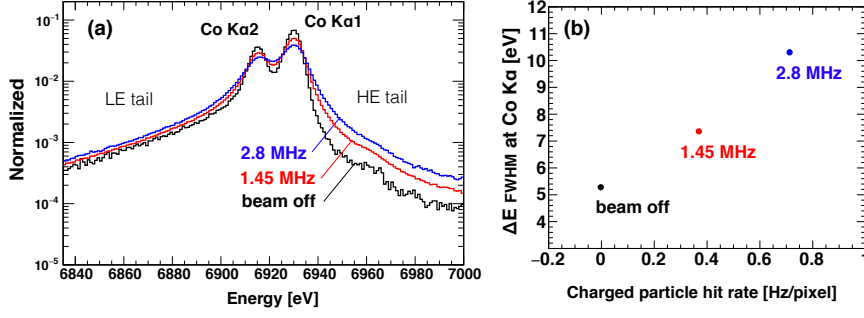 (a)
Co Kα2
Co Kα1
LE tail
HE tail
2.8 MHz
1.45 MHz
beam off
Normalized
10⁻¹
10⁻²
10⁻³
10⁻⁴
10⁻⁵
6840 6860 6880 6900 6920 6940 6960 6980 7000
Energy [eV]
(b)
ΔE FWHM at Co Kα [eV]
12
11
10
9
8
7
6
5
4
3
2.8 MHz
1.45 MHz
beam off
−0.2 0 0.2 0.4 0.6 0.8
Charged particle hit rate [Hz/pixel]